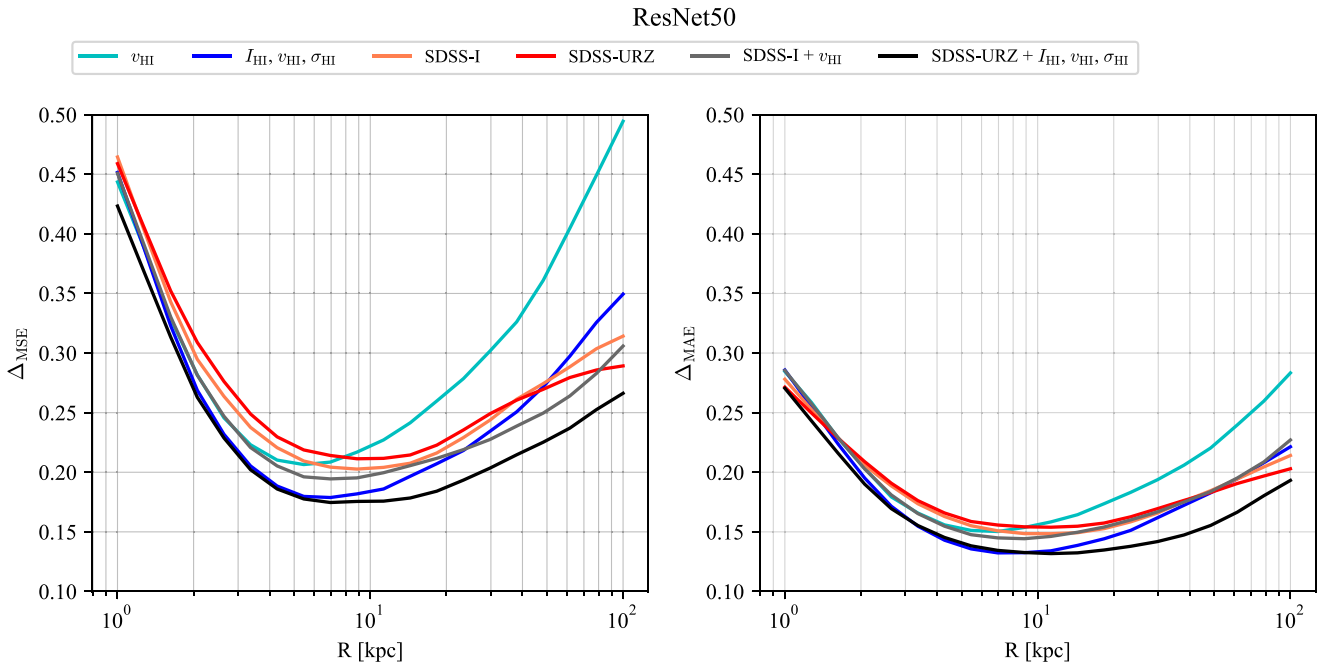 ResNet50
v_HI   I_HI, v_HI, σ_HI   SDSS-I   SDSS-URZ   SDSS-I + v_HI   SDSS-URZ + I_HI, v_HI, σ_HI
Δ_MSE
0.50
0.45
0.40
0.35
0.30
0.25
0.20
0.15
0.10
10^0   10^1   10^2
R [kpc]
Δ_MAE
0.50
0.45
0.40
0.35
0.30
0.25
0.20
0.15
0.10
10^0   10^1   10^2
R [kpc]